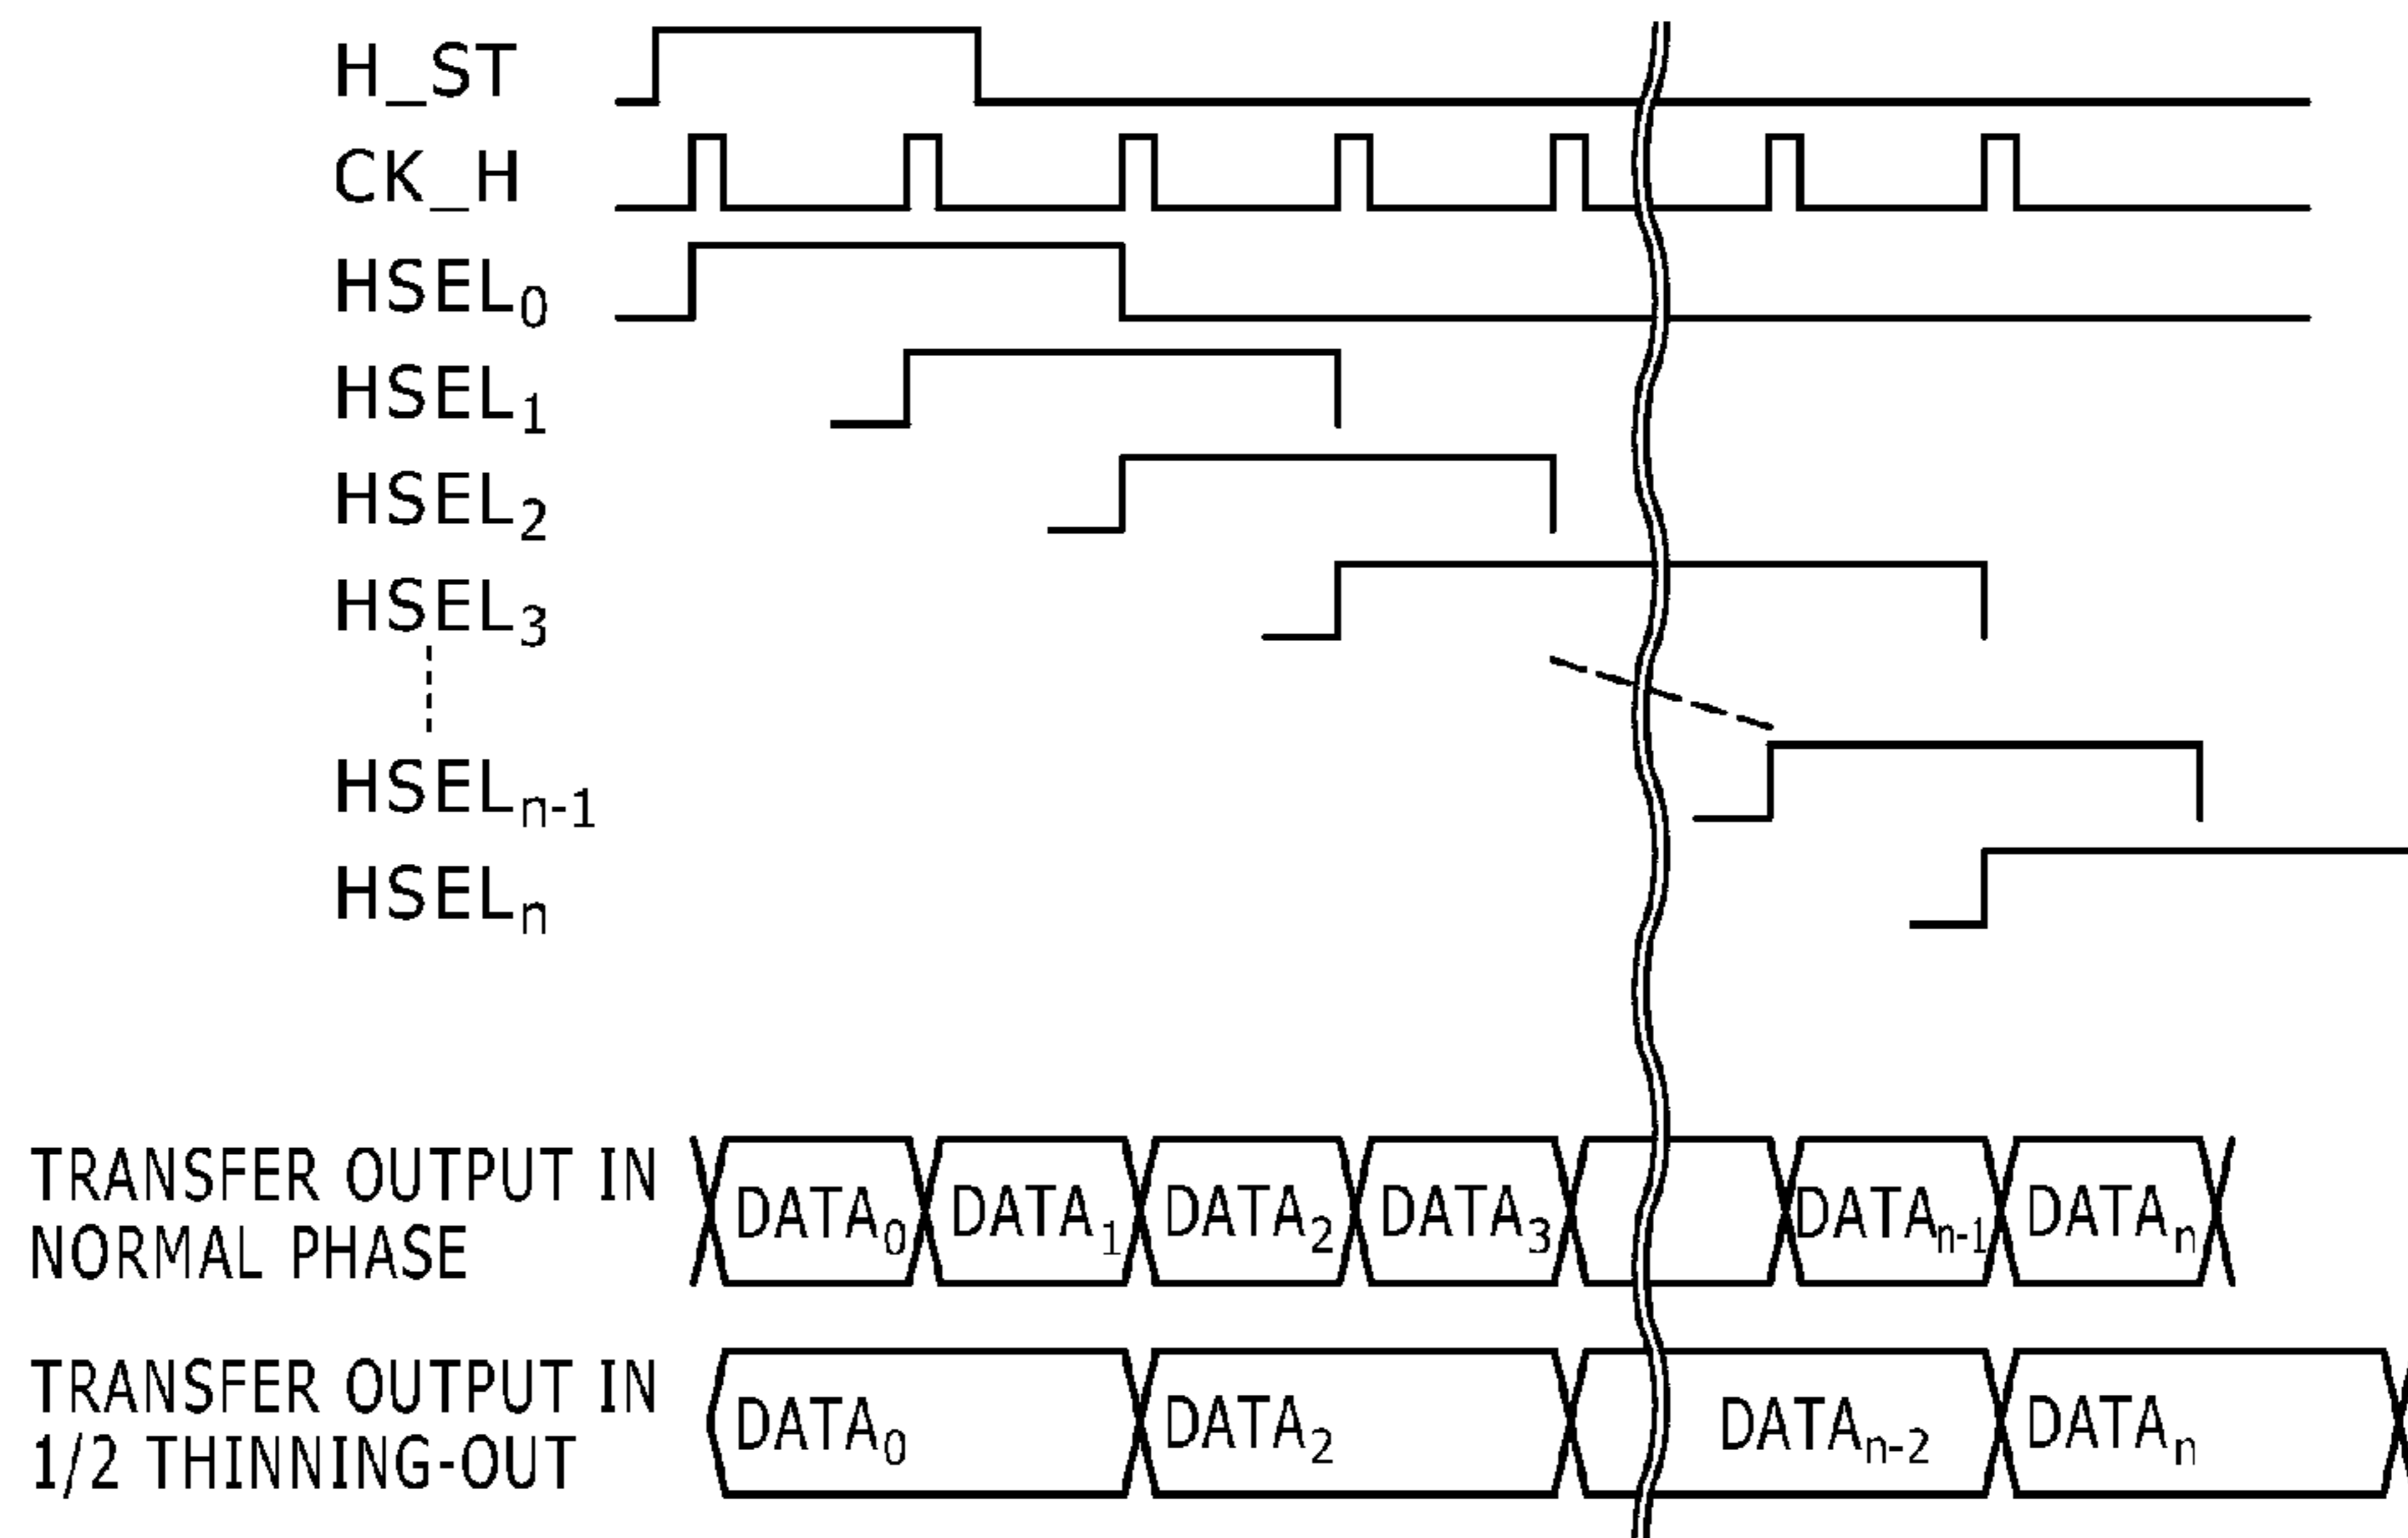 H_ST
CK_H
HSEL₀
HSEL₁
HSEL₂
HSEL₃
HSELₙ₋₁
HSELₙ
TRANSFER OUTPUT IN
NORMAL PHASE
DATA₀ DATA₁ DATA₂ DATA₃ DATAₙ₋₁ DATAₙ
TRANSFER OUTPUT IN
1/2 THINNING-OUT
DATA₀ DATA₂ DATAₙ₋₂ DATAₙ